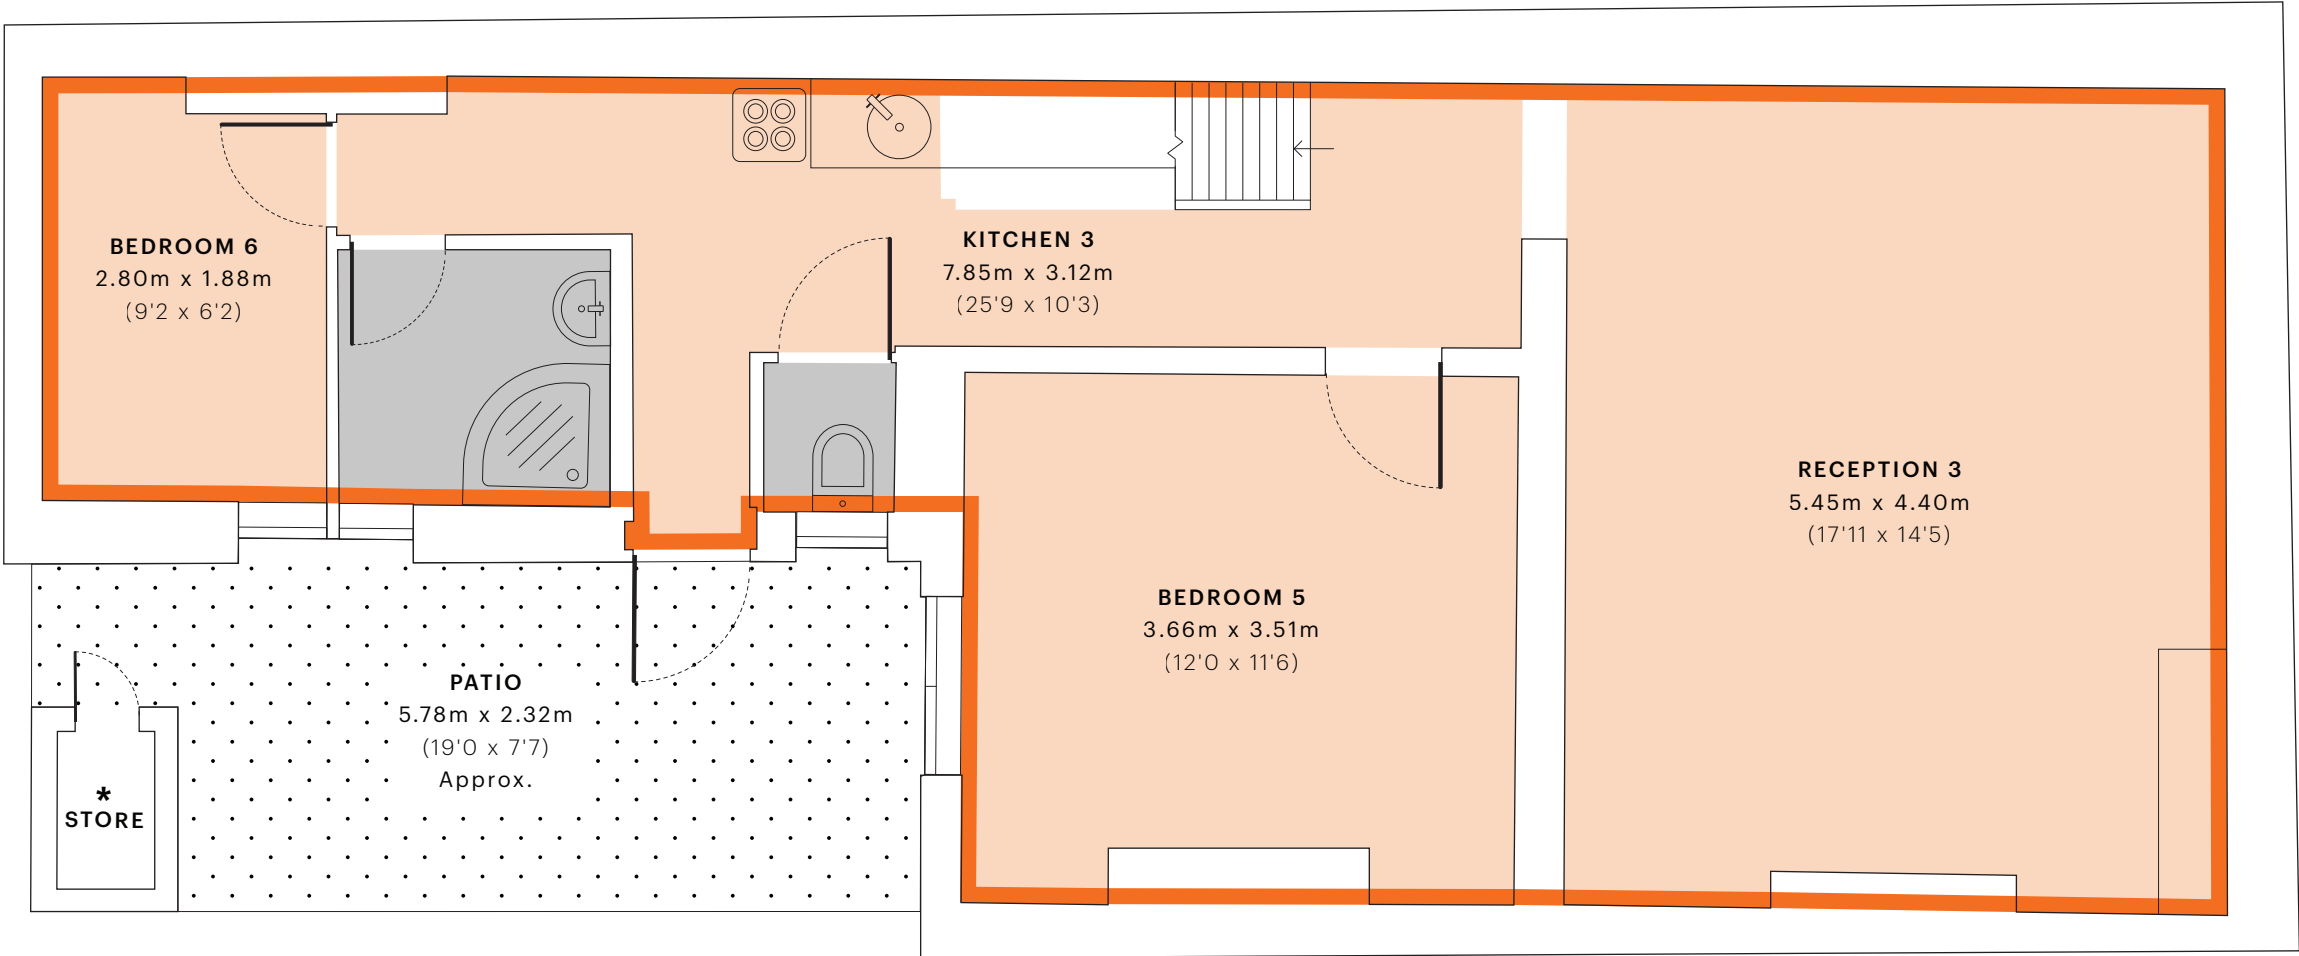 BEDROOM 6
2.80m x 1.88m
(9'2 x 6'2)
KITCHEN 3
7.85m x 3.12m
(25'9 x 10'3)
RECEPTION 3
5.45m x 4.40m
(17'11 x 14'5)
BEDROOM 5
3.66m x 3.51m
(12'0 x 11'6)
PATIO
5.78m x 2.32m
(19'0 x 7'7)
Approx.
*
STORE